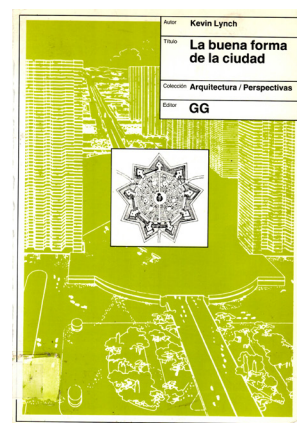 Autor Kevin Lynch
Título La buena forma
de la ciudad
Colección Arquitectura / Perspectivas
Editor GG